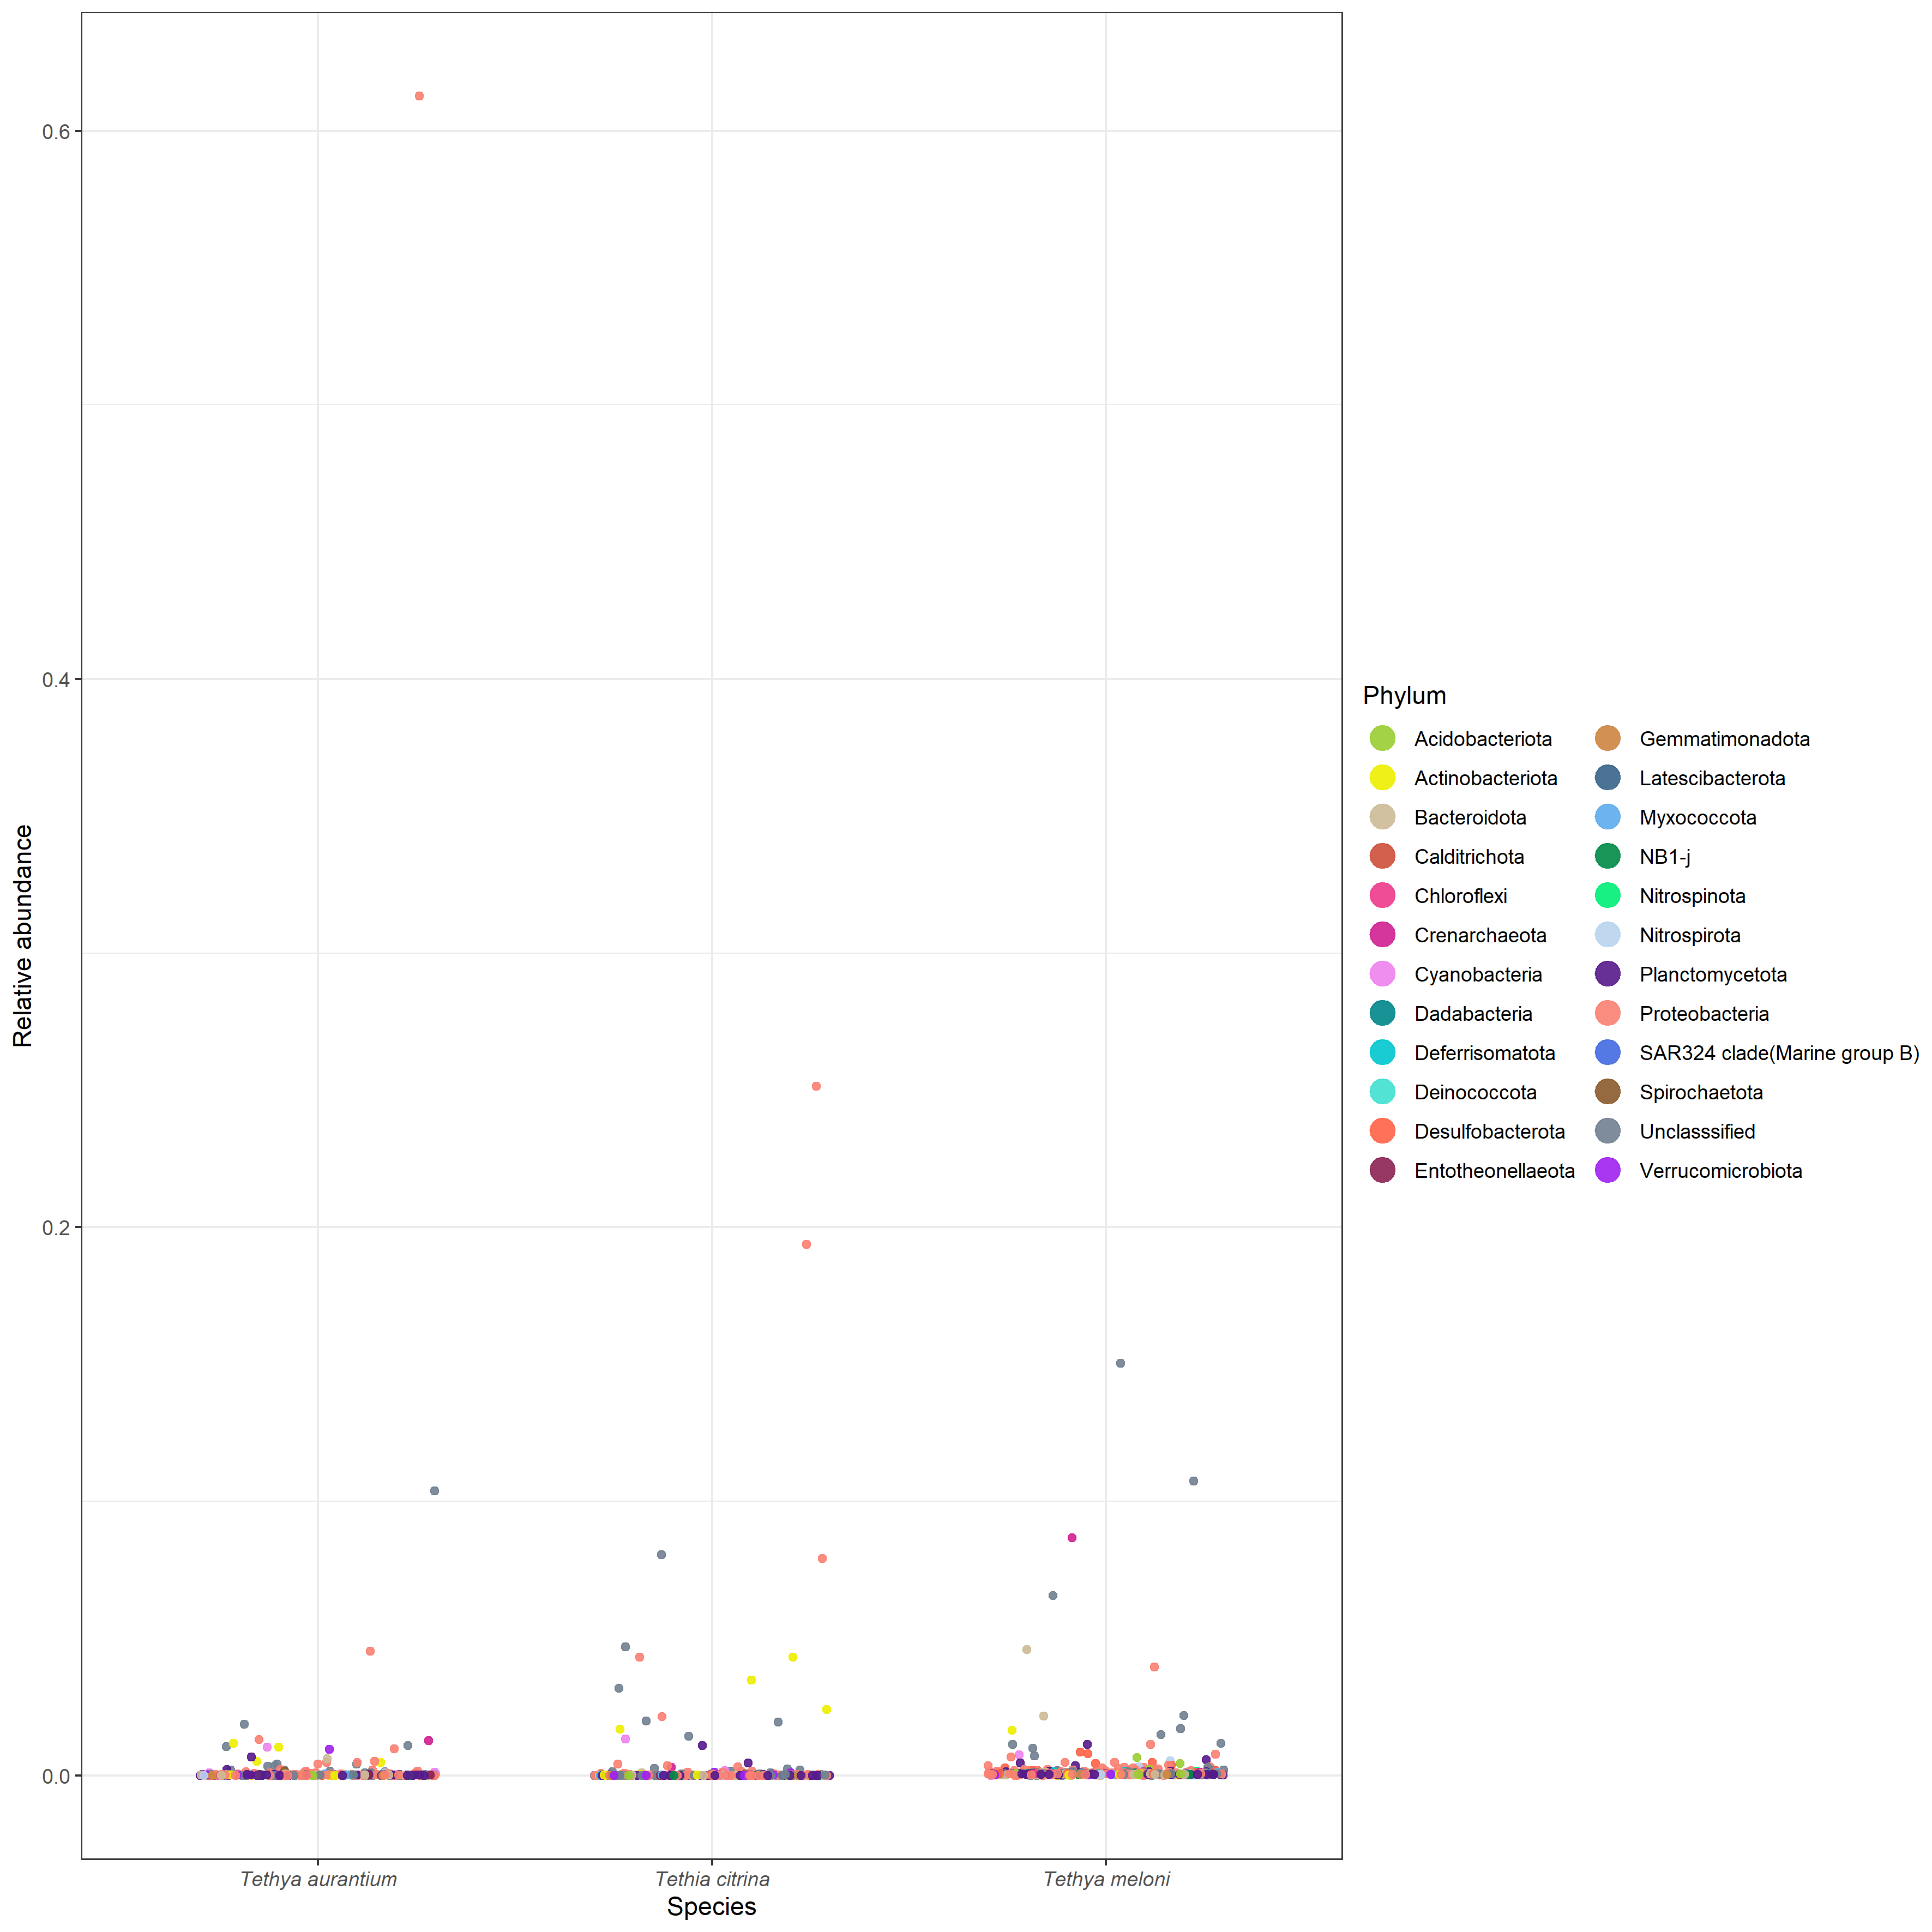 0.6
0.4
0.2
0.0
Relative abundance
Tethya aurantium
Tethia citrina
Tethya meloni
Species
Phylum
Acidobacteriota
Actinobacteriota
Bacteroidota
Calditrichota
Chloroflexi
Crenarchaeota
Cyanobacteria
Dadabacteria
Deferrisomatota
Deinococcota
Desulfobacterota
Entotheonellaeota
Gemmatimonadota
Latescibacterota
Myxococcota
NB1-j
Nitrospinota
Nitrospirota
Planctomycetota
Proteobacteria
SAR324 clade(Marine group B)
Spirochaetota
Unclasssified
Verrucomicrobiota